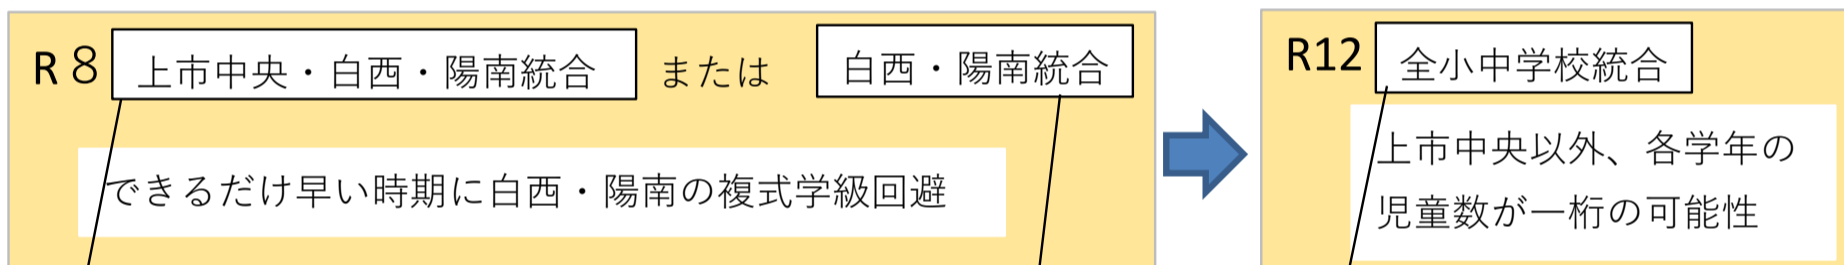 R８ 上市中央・白西・陽南統合 または 白西・陽南統合
できるだけ早い時期に白西・陽南の複式学級回避
R12 全小中学校統合
上市中央以外、各学年の
児童数が一桁の可能性